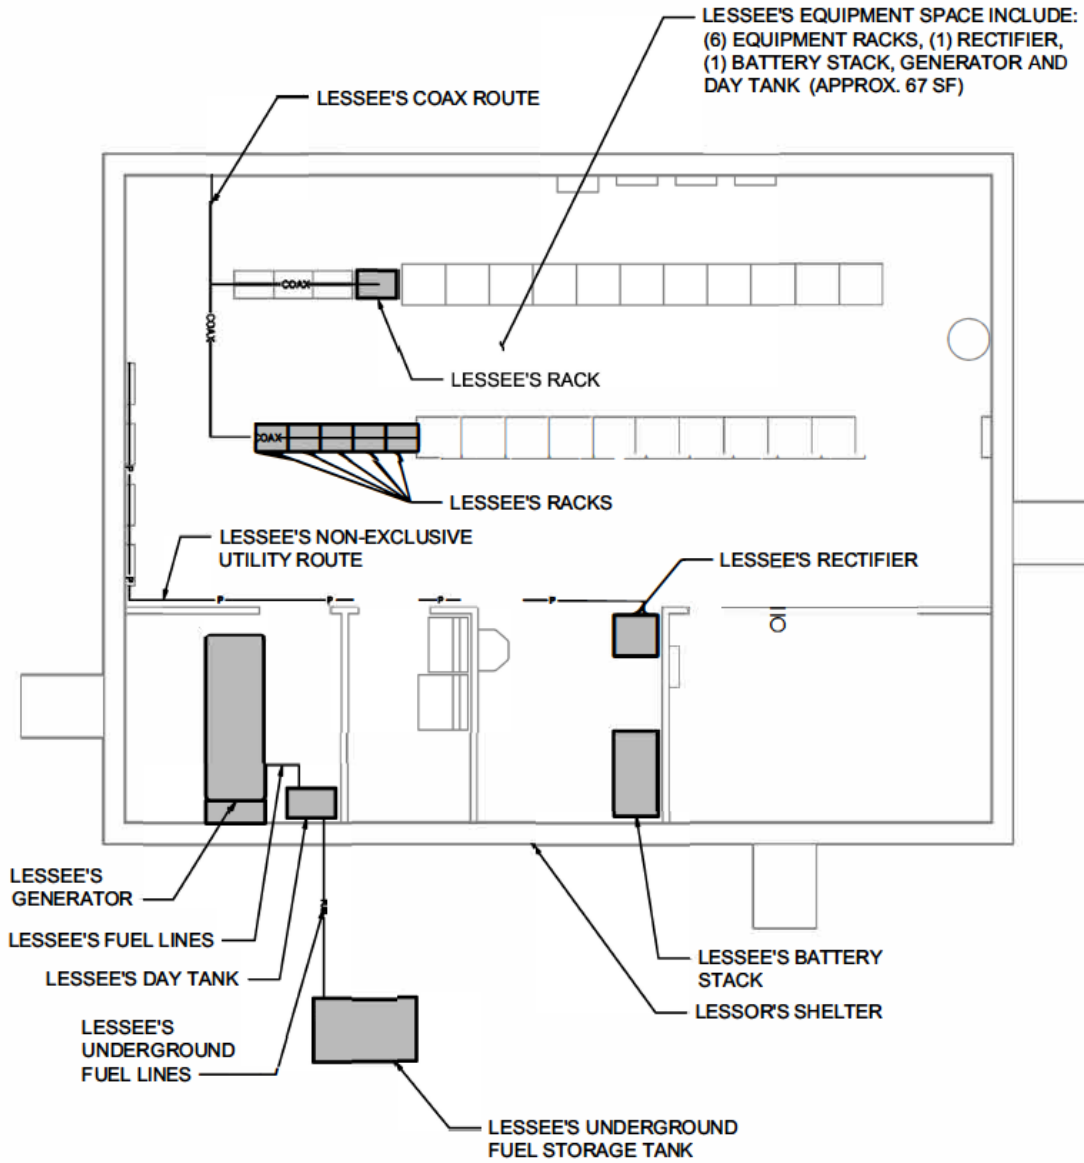 LESSEE'S EQUIPMENT SPACE INCLUDE:
(6) EQUIPMENT RACKS, (1) RECTIFIER,
(1) BATTERY STACK, GENERATOR AND
DAY TANK (APPROX. 67 SF)
LESSEE'S COAX ROUTE
COAX
COAX
LESSEE'S RACK
COAX
LESSEE'S RACKS
P
LESSEE'S NON-EXCLUSIVE
UTILITY ROUTE
LESSEE'S RECTIFIER
P
P
P
P
P
LESSEE'S
GENERATOR
LESSEE'S FUEL LINES
LESSEE'S DAY TANK
LESSEE'S
UNDERGROUND
FUEL LINES
LESSEE'S BATTERY
STACK
LESSOR'S SHELTER
LESSEE'S UNDERGROUND
FUEL STORAGE TANK